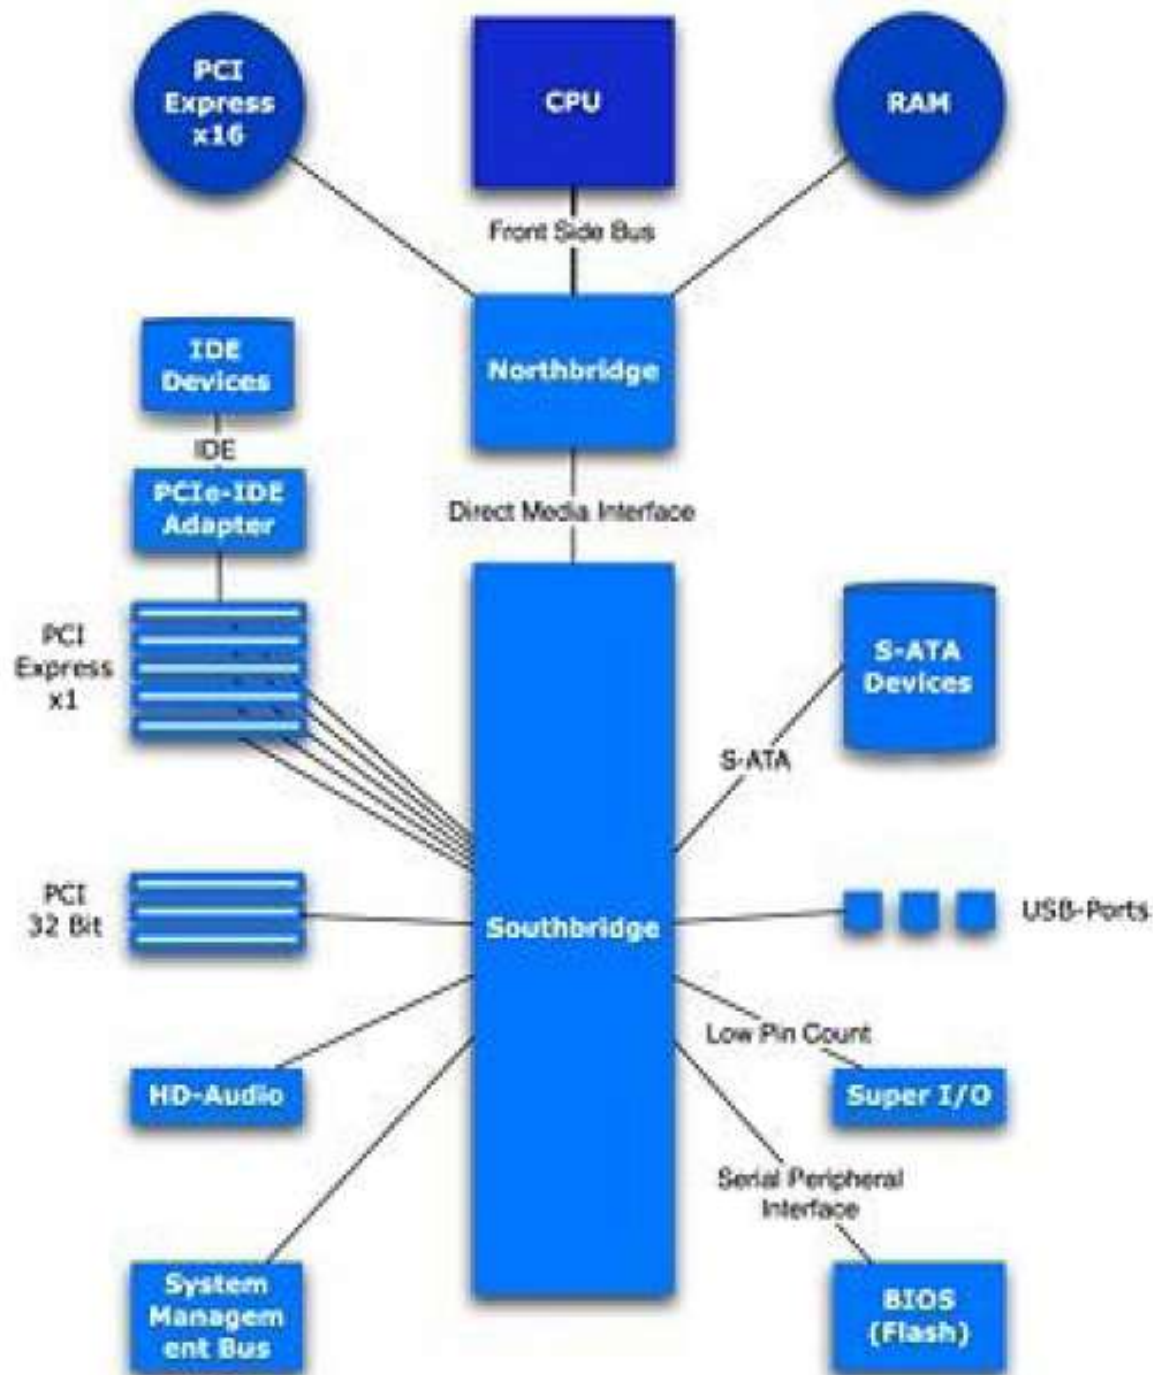 PCI
Express
x16
CPU
RAM
Front Side Bus
IDE
Devices
Northbridge
IDE
PCIe-IDE
Adapter
Direct Media Interface
PCI
Express
x1
S-ATA
Devices
S-ATA
PCI
32 Bit
Southbridge
USB-Ports
Low Pin Count
HD-Audio
Super I/O
Serial Peripheral
Interface
System
Managem
ent Bus
BIOS
(Flash)